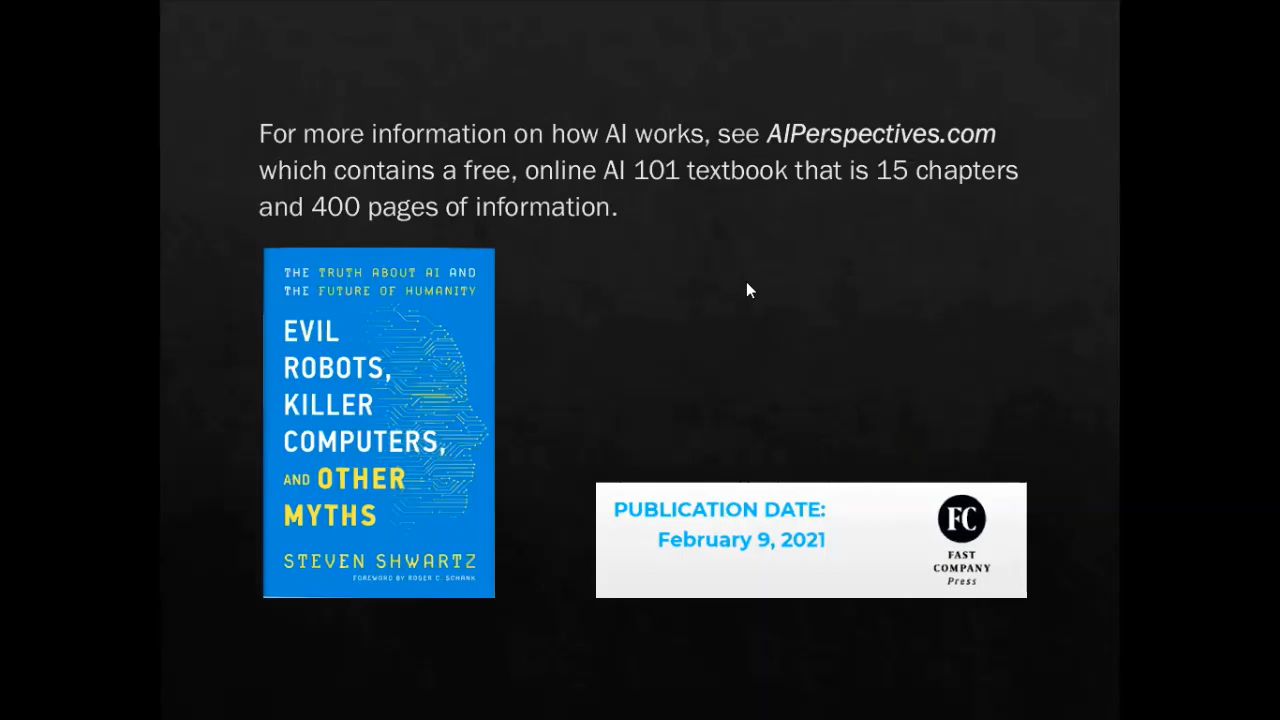 For more information on how AI works, see AIPerspectives.com
which contains a free, online AI 101 textbook that is 15 chapters
and 400 pages of information.
THE TRUTH ABOUT AI AND
THE FUTURE OF HUMANITY
EVIL
ROBOTS,
KILLER
COMPUTERS,
AND OTHER
MYTHS
STEVEN SHWARTZ
FOREWORD BY ROGER C. SCHANK
PUBLICATION DATE:
February 9, 2021
FC
FAST
COMPANY
Press